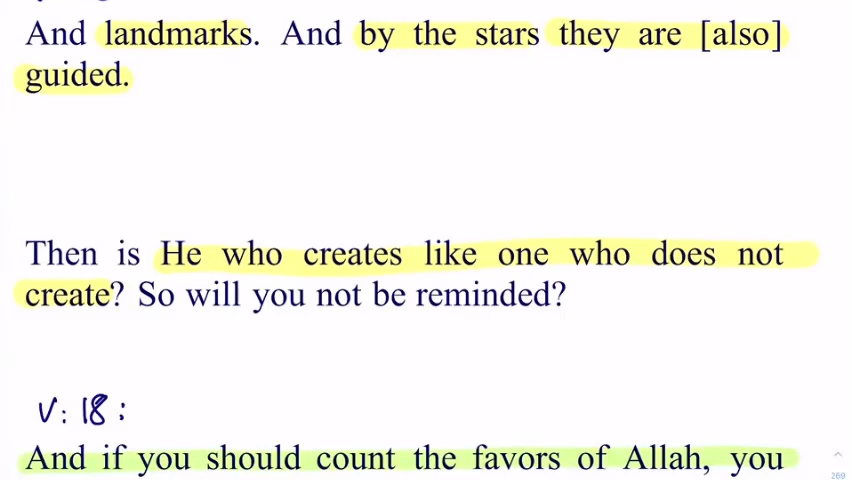 And landmarks. And by the stars they are [also]
guided.
Then is He who creates like one who does not
create? So will you not be reminded?
V: 18:
And if you should count the favors of Allah, you
269